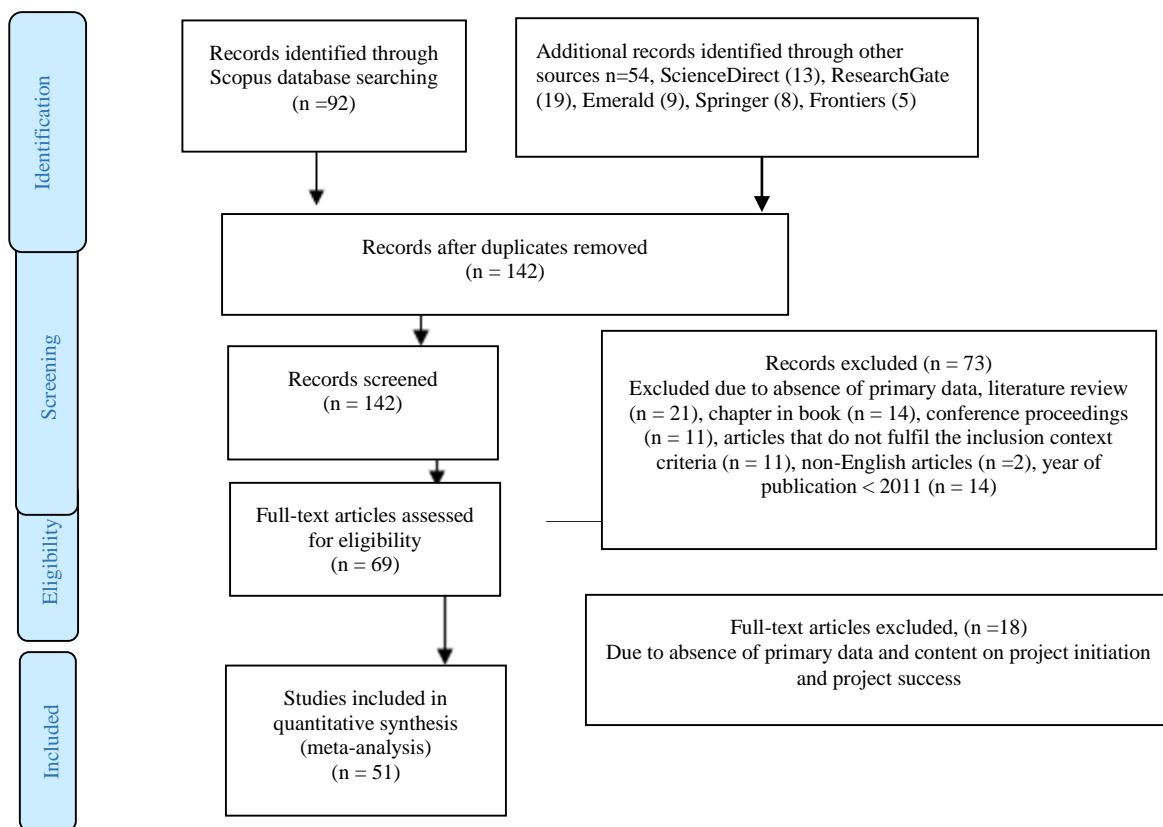 Identification
Records identified through
Scopus database searching
(n =92)
Additional records identified through other
sources n=54, ScienceDirect (13), ResearchGate
(19), Emerald (9), Springer (8), Frontiers (5)
Records after duplicates removed
(n = 142)
Screening
Records screened
(n = 142)
Records excluded (n = 73)
Excluded due to absence of primary data, literature review
(n = 21), chapter in book (n = 14), conference proceedings
(n = 11), articles that do not fulfil the inclusion context
criteria (n = 11), non-English articles (n =2), year of
publication < 2011 (n = 14)
Eligibility
Full-text articles assessed
for eligibility
(n = 69)
Full-text articles excluded, (n =18)
Due to absence of primary data and content on project initiation
and project success
Included
Studies included in
quantitative synthesis
(meta-analysis)
(n = 51)